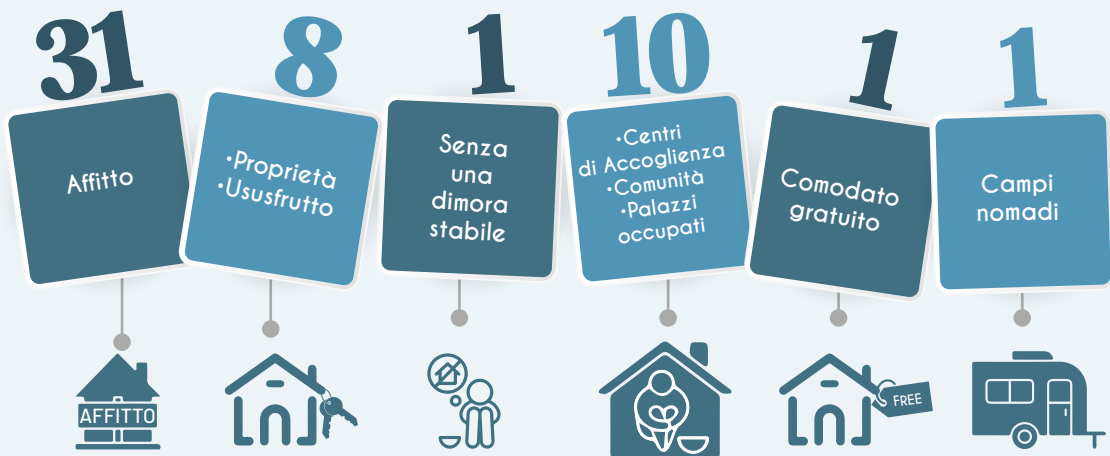 31
Affitto
AFFITTO
8
•Proprietà
•Ususfrutto
1
Senza
una
dimora
stabile
10
•Centri
di Accoglienza
•Comunità
•Palazzi
occupati
1
Comodato
gratuito
FREE
1
Campi
nomadi